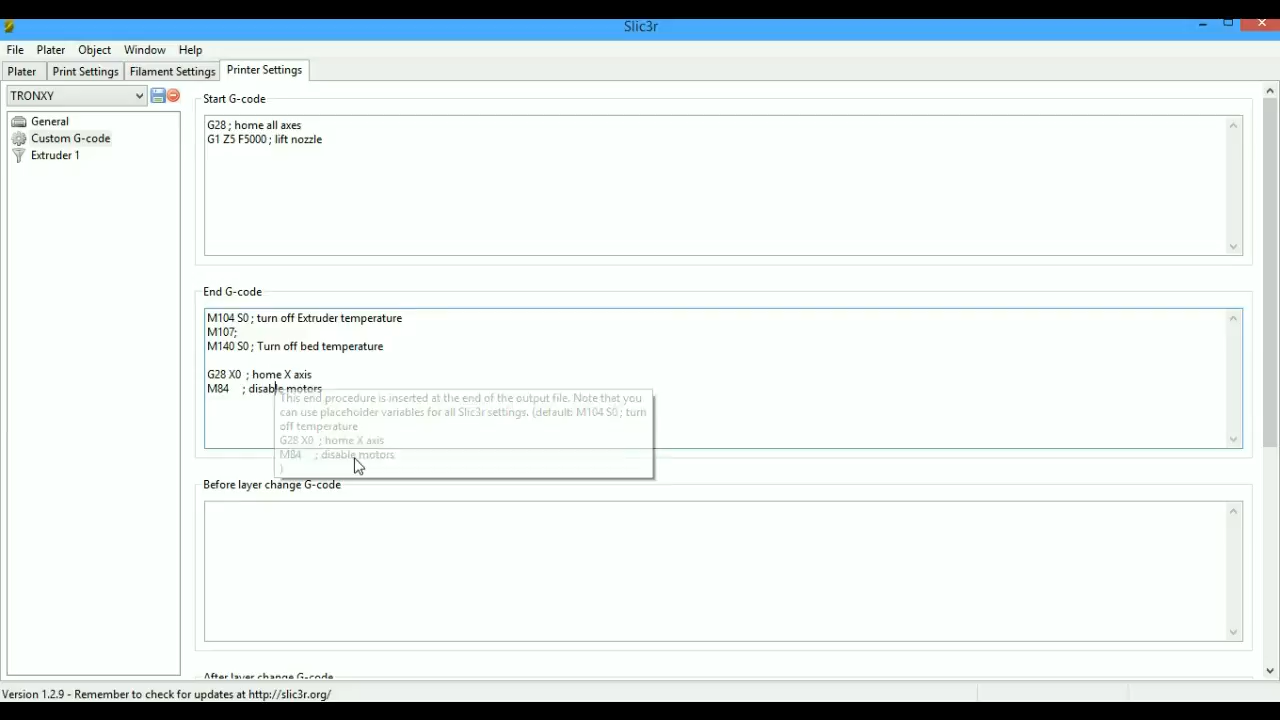 Slic3r
File Plater Object Window Help
Plater Print Settings Filament Settings Printer Settings
TRONXY
General
Custom G-code
Extruder 1
Start G-code
G28 ; home all axes
G1 Z5 F5000 ; lift nozzle
End G-code
M104 S0 ; turn off Extruder temperature
M107;
M140 S0 ; Turn off bed temperature
G28 X0 ; home X axis
M84 ; disable motors
This end procedure is inserted at the end of the output file. Note that you
can use placeholder variables for all Slic3r settings. (default: M104 S0 ; turn
off temperature
G28 X0 ; home X axis
M84 ; disable motors
)
Before layer change G-code
After layer change G-code
Version 1.2.9 - Remember to check for updates at http://slic3r.org/